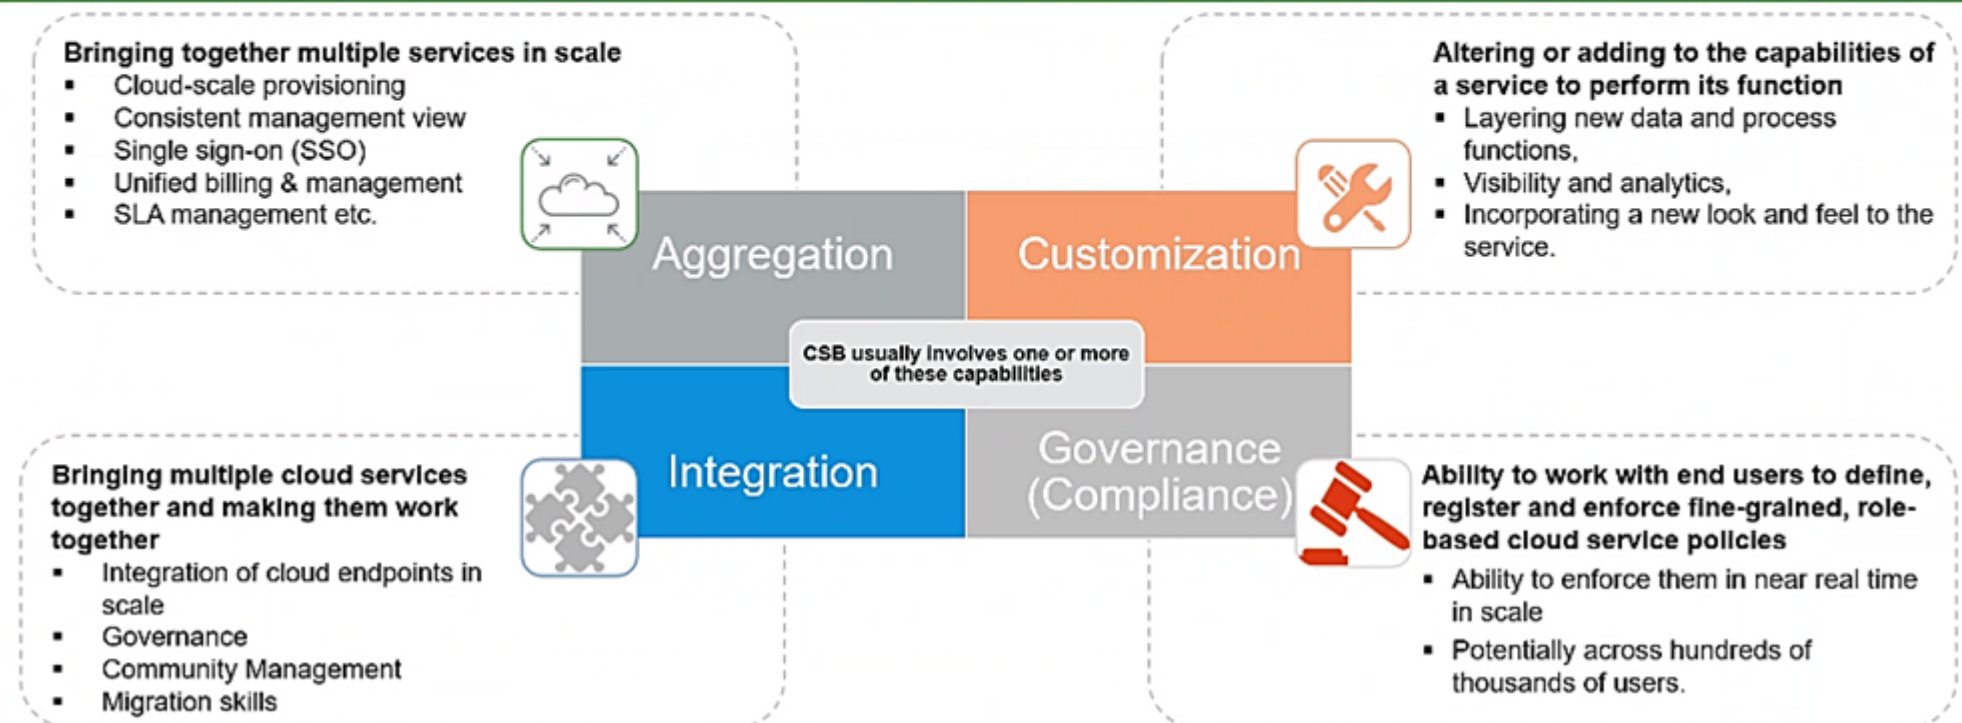 Bringing together multiple services in scale
▪ Cloud-scale provisioning
▪ Consistent management view
▪ Single sign-on (SSO)
▪ Unified billing & management
▪ SLA management etc.
Altering or adding to the capabilities of
a service to perform its function
▪ Layering new data and process
functions,
▪ Visibility and analytics,
▪ Incorporating a new look and feel to the
service.
Aggregation
Customization
CSB usually involves one or more
of these capabilities
Integration
Governance
(Compliance)
Bringing multiple cloud services
together and making them work
together
▪ Integration of cloud endpoints in
scale
▪ Governance
▪ Community Management
▪ Migration skills
Ability to work with end users to define,
register and enforce fine-grained, role-
based cloud service policies
▪ Ability to enforce them in near real time
in scale
▪ Potentially across hundreds of
thousands of users.